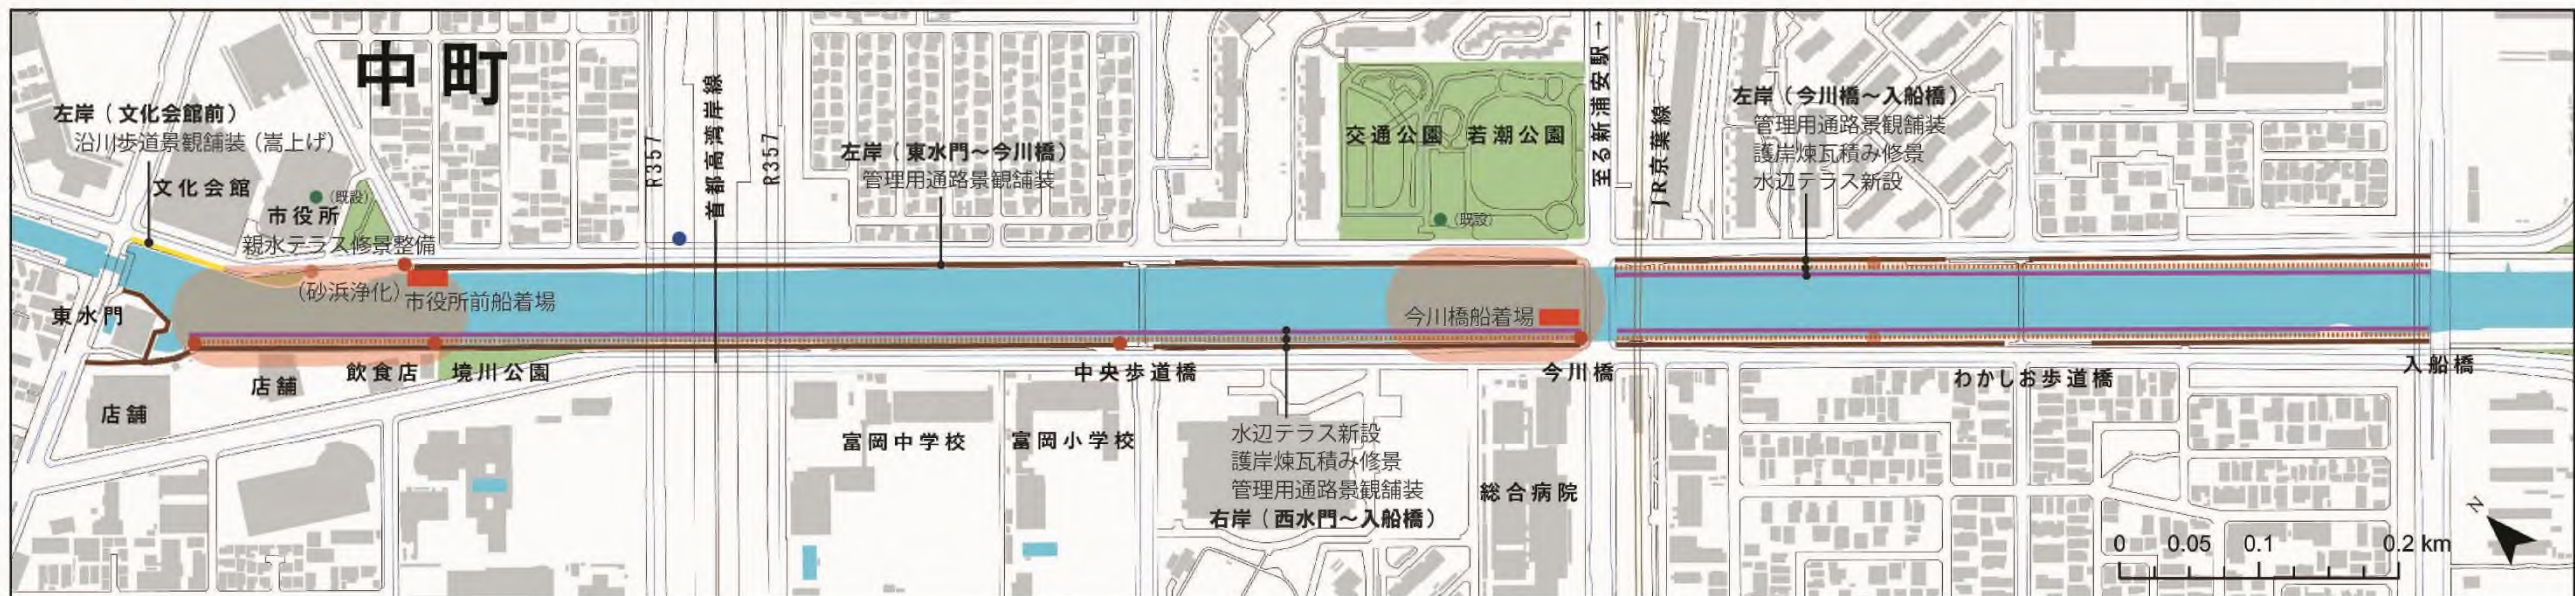 中町
左岸（文化会館前）
沿川歩道景観舗装（嵩上げ）
文化会館
（既設）
市役所
親水テラス修景整備
（砂浜浄化）
市役所前船着場
東水門
店舗
店舗
飲食店
境川公園
R357
首都高湾岸線
R357
左岸（東水門～今川橋）
管理用通路景観舗装
中央歩道橋
富岡中学校
富岡小学校
交通公園
若潮公園
（既設）
至る新浦安駅→
JR京葉線
今川橋船着場
今川橋
水辺テラス新設
護岸煉瓦積み修景
管理用通路景観舗装
右岸（西水門～入船橋）
総合病院
左岸（今川橋～入船橋）
管理用通路景観舗装
護岸煉瓦積み修景
水辺テラス新設
わかしお歩道橋
入船橋
N
0 0.05 0.1 0.2 km